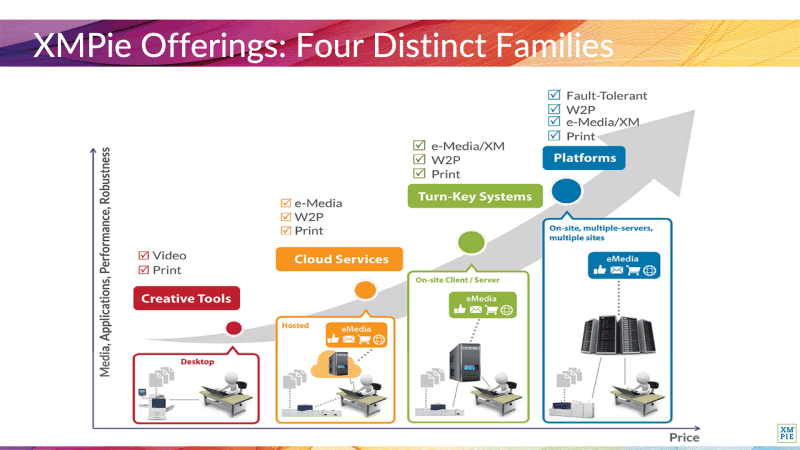 XMPie Offerings: Four Distinct Families
Media, Applications, Performance, Robustness
Video
Print
Creative Tools
Desktop
e-Media
W2P
Print
Cloud Services
Hosted
eMedia
e-Media/XM
W2P
Print
Turn-Key Systems
On-site Client / Server
eMedia
Fault-Tolerant
W2P
e-Media/XM
Print
Platforms
On-site, multiple-servers,
multiple sites
eMedia
Price
XM
PIE